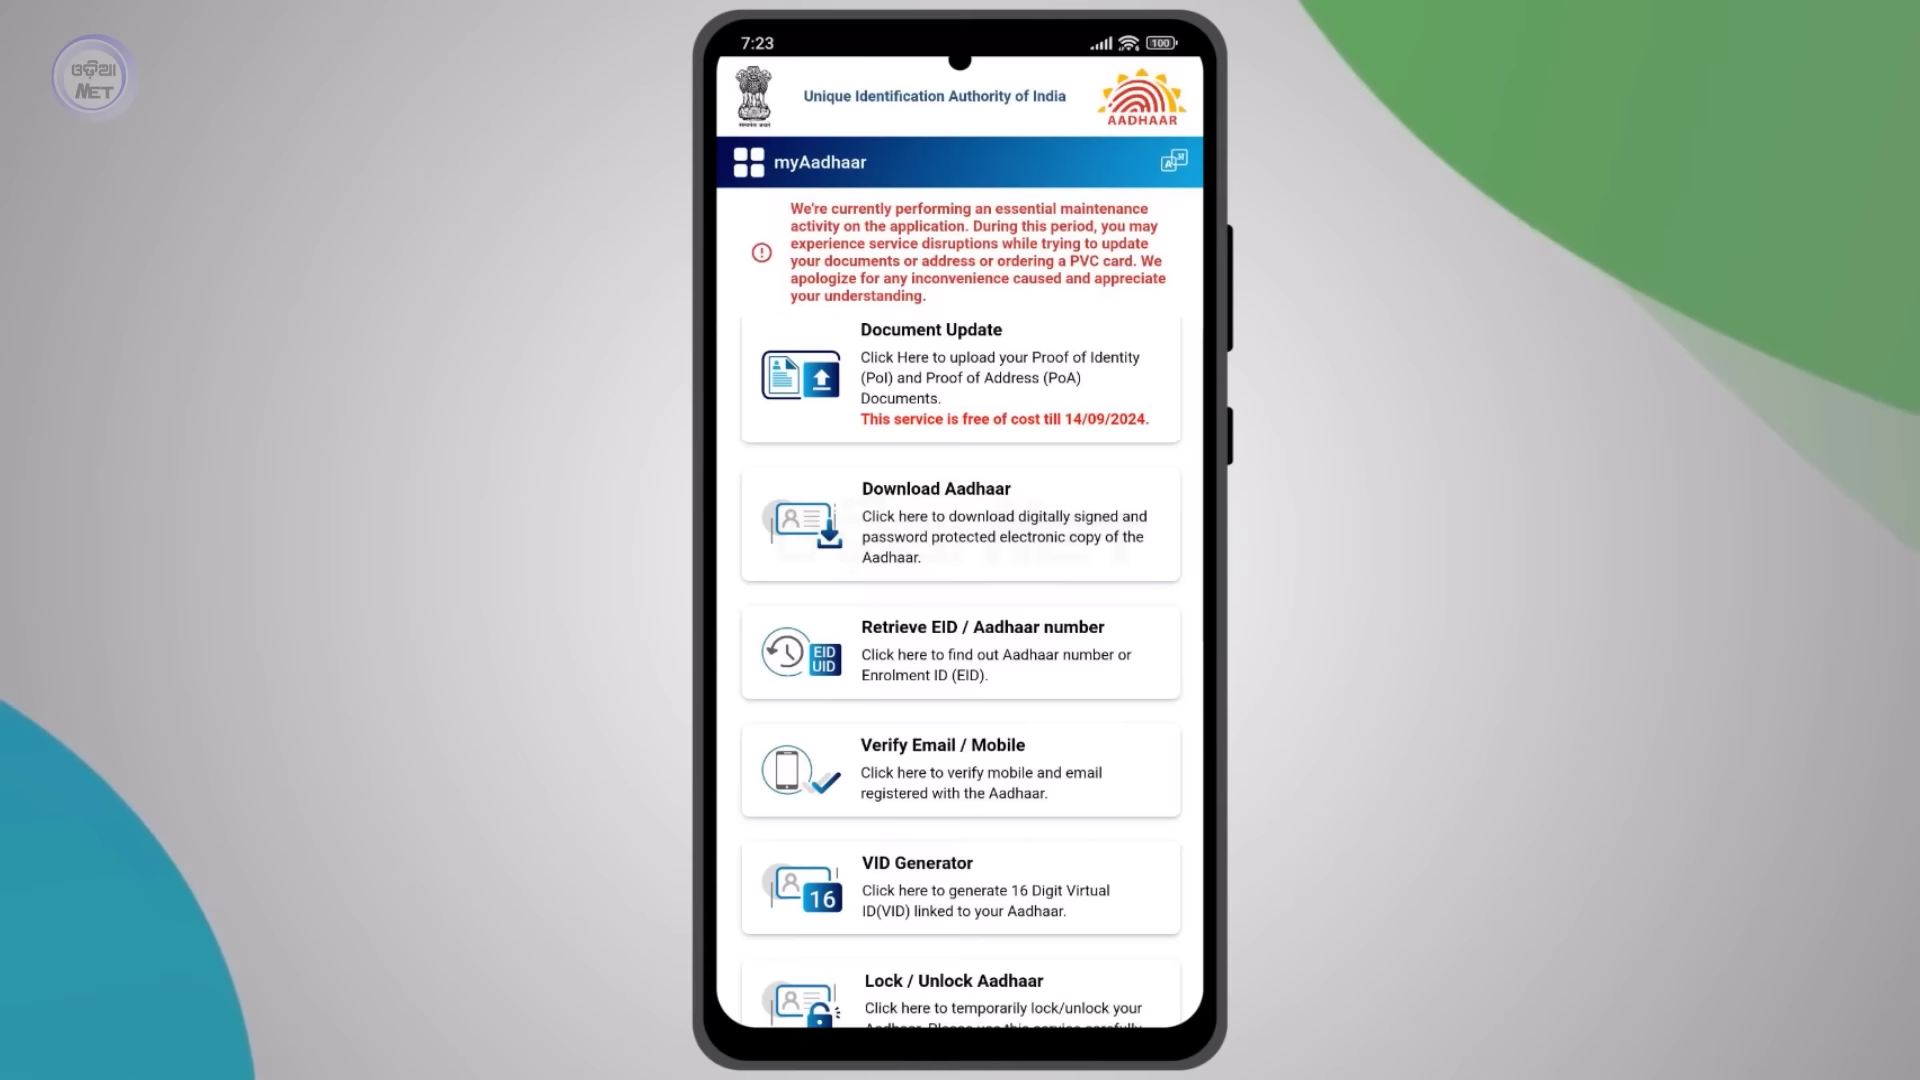 ଓଡ଼ିଆ
NET
7:23
100
Unique Identification Authority of India
AADHAAR
myAadhaar
We're currently performing an essential maintenance
activity on the application. During this period, you may
experience service disruptions while trying to update
your documents or address or ordering a PVC card. We
apologize for any inconvenience caused and appreciate
your understanding.
Document Update
Click Here to upload your Proof of Identity
(PoI) and Proof of Address (PoA)
Documents.
This service is free of cost till 14/09/2024.
Download Aadhaar
Click here to download digitally signed and
password protected electronic copy of the
Aadhaar.
Retrieve EID / Aadhaar number
EID
UID
Click here to find out Aadhaar number or
Enrolment ID (EID).
Verify Email / Mobile
Click here to verify mobile and email
registered with the Aadhaar.
VID Generator
16
Click here to generate 16 Digit Virtual
ID(VID) linked to your Aadhaar.
Lock / Unlock Aadhaar
Click here to temporarily lock/unlock your
Aadhaar. Please use this service carefully